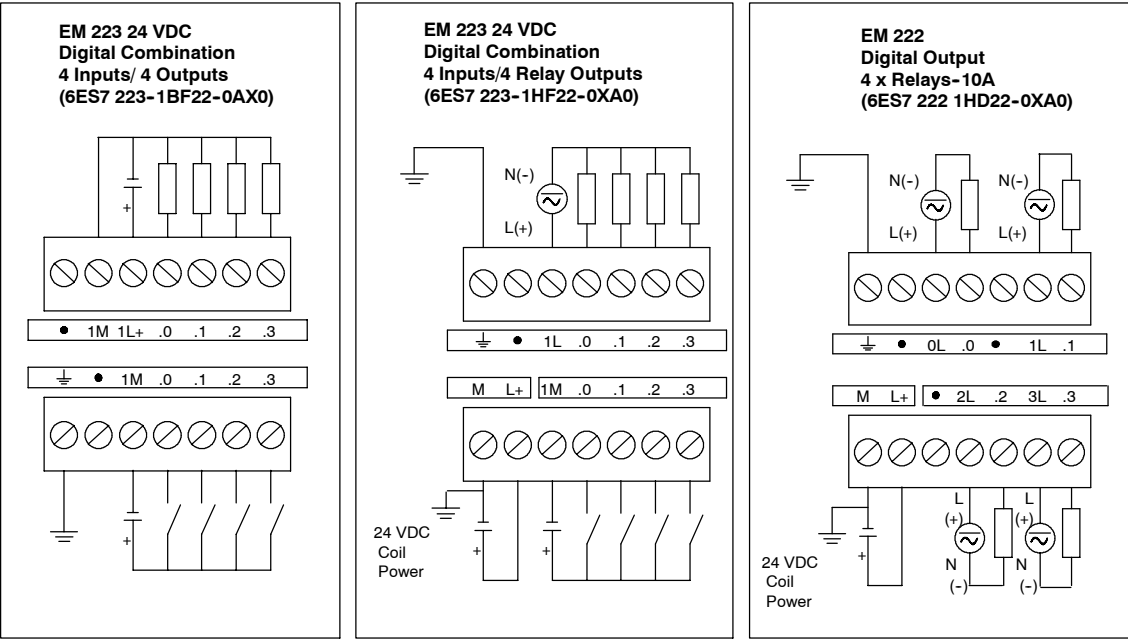 EM 223 24 VDC
Digital Combination
4 Inputs/ 4 Outputs
(6ES7 223-1BF22-0AX0)
+
● 1M 1L+ .0 .1 .2 .3
● 1M .0 .1 .2 .3
+
EM 223 24 VDC
Digital Combination
4 Inputs/4 Relay Outputs
(6ES7 223-1HF22-0XA0)
N(-)
L(+)
● 1L .0 .1 .2 .3
M L+ 1M .0 .1 .2 .3
24 VDC
Coil
Power
+ +
EM 222
Digital Output
4 x Relays-10A
(6ES7 222 1HD22-0XA0)
N(-) N(-)
L(+) L(+)
● 0L .0 ● 1L .1
M L+ ● 2L .2 3L .3
L L
(+) (+)
+
N N
(-) (-)
24 VDC
Coil
Power